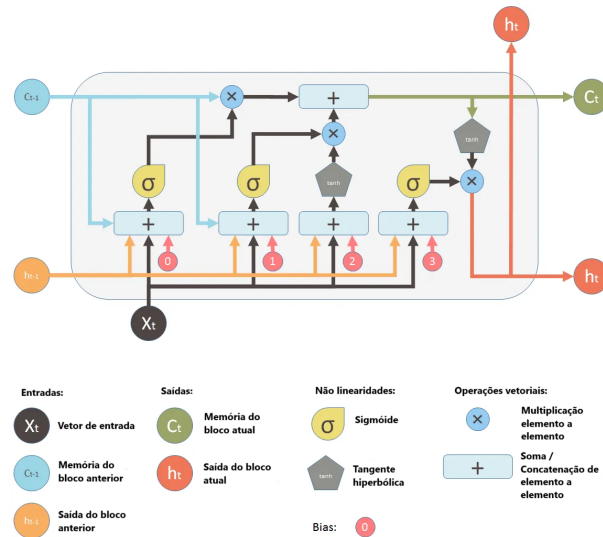 ht
Ct-1
×
+
Ct
tanh
×
σ
σ
tanh
σ
×
+
+
+
+
ht-1
0
1
2
3
ht
Xt
Entradas:
Saídas:
Não linearidades:
Operações vetoriais:
Xt
Vetor de entrada
Ct
Memória do
bloco atual
σ
Sigmóide
×
Multiplicação
elemento a
elemento
Ct-1
Memória do
bloco anterior
ht
Saída do bloco
atual
tanh
Tangente
hiperbólica
+
Soma /
Concatenação de
elemento a
elemento
ht-1
Saída do bloco
anterior
Bias:
0